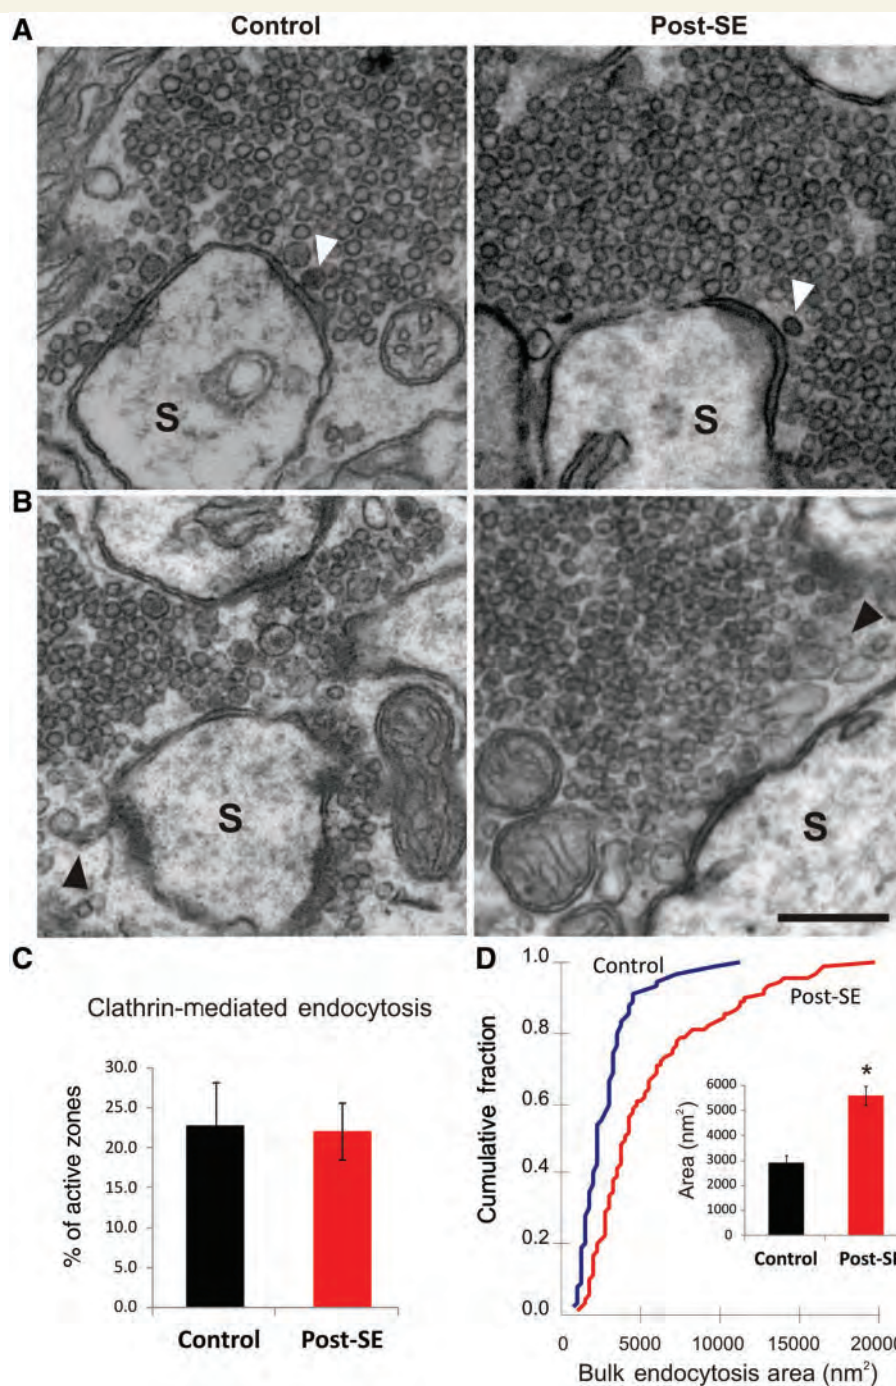 A
Control
Post-SE
S
S
B
S
S
C
Clathrin-mediated endocytosis
% of active zones
30.0
25.0
20.0
15.0
10.0
5.0
0.0
Control
Post-SE
D
Cumulative fraction
1.0
0.8
0.6
0.4
0.2
0.0
Control
Post-SE
Area (nm²)
6000
5000
4000
3000
2000
1000
0
*
Control
Post-SE
0
5000
10000
15000
20000
Bulk endocytosis area (nm²)